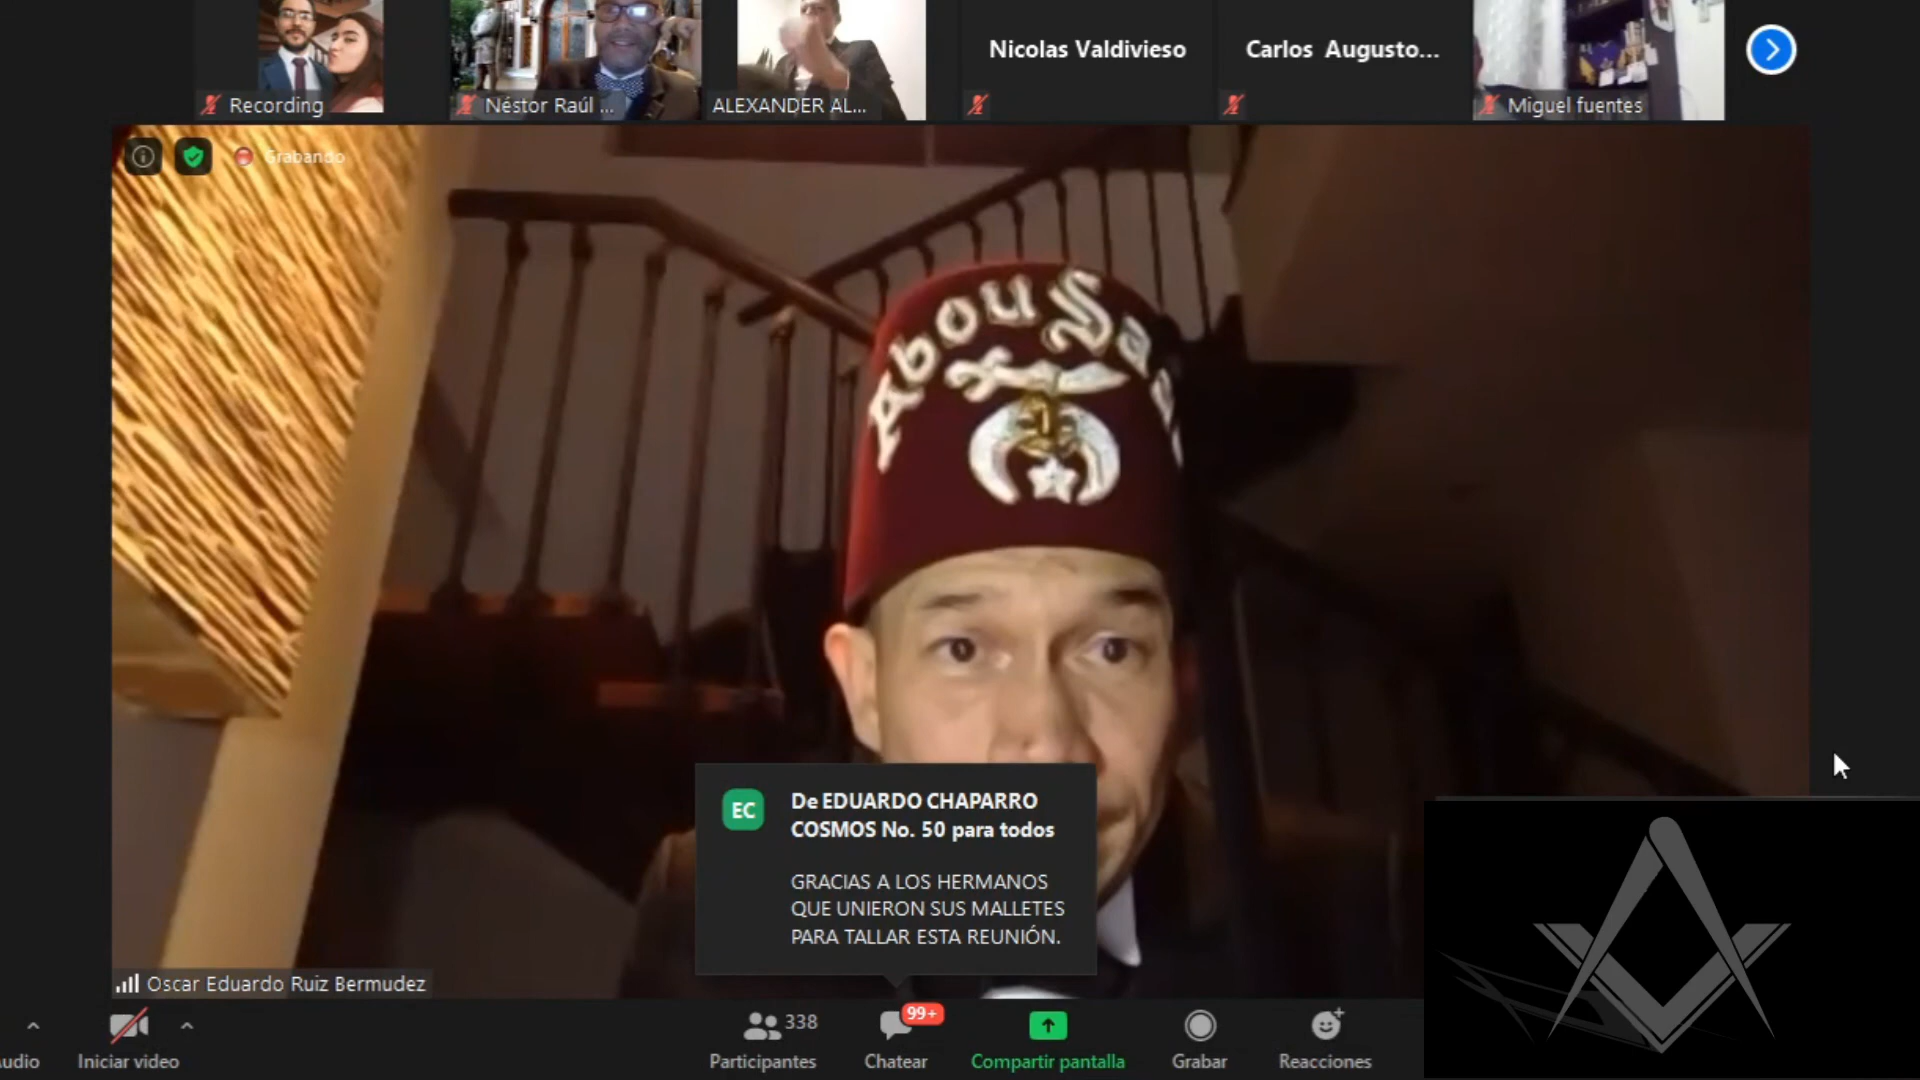 Recording
Néstor Raúl ...
ALEXANDER AL...
Nicolas Valdivieso
Carlos Augusto...
Miguel fuentes
Grabando
Abou Sa
De EDUARDO CHAPARRO
COSMOS No. 50 para todos
EC
GRACIAS A LOS HERMANOS
QUE UNIERON SUS MALLETES
PARA TALLAR ESTA REUNIÓN.
Oscar Eduardo Ruiz Bermudez
338
99+
udio
Iniciar video
Participantes
Chatear
Compartir pantalla
Grabar
Reacciones